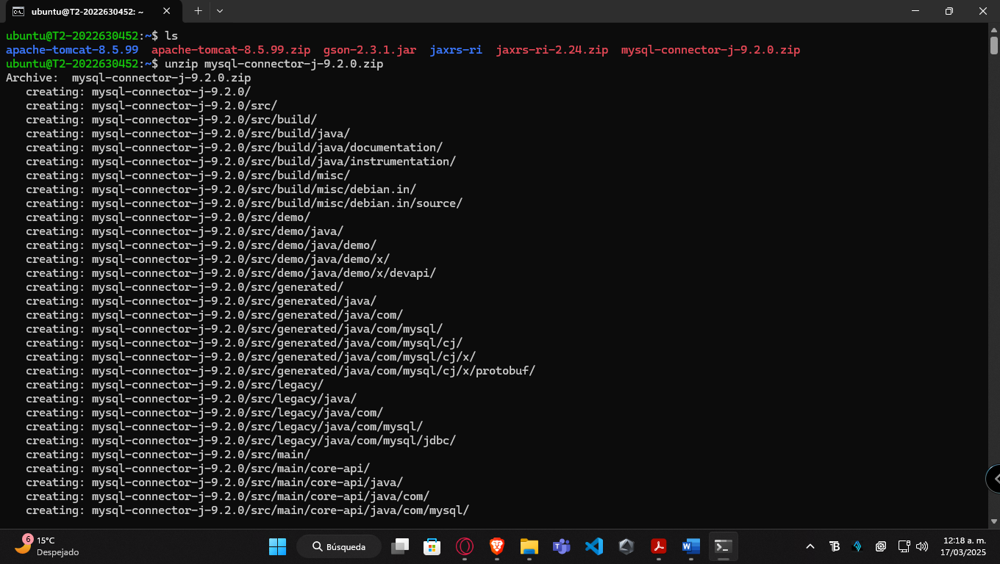 ubuntu@T2-2022630452: ~
ubuntu@T2-2022630452:~$ ls
apache-tomcat-8.5.99  apache-tomcat-8.5.99.zip  gson-2.3.1.jar  jaxrs-ri  jaxrs-ri-2.24.zip  mysql-connector-j-9.2.0.zip
ubuntu@T2-2022630452:~$ unzip mysql-connector-j-9.2.0.zip
Archive:  mysql-connector-j-9.2.0.zip
   creating: mysql-connector-j-9.2.0/
   creating: mysql-connector-j-9.2.0/src/
   creating: mysql-connector-j-9.2.0/src/build/
   creating: mysql-connector-j-9.2.0/src/build/java/
   creating: mysql-connector-j-9.2.0/src/build/java/documentation/
   creating: mysql-connector-j-9.2.0/src/build/java/instrumentation/
   creating: mysql-connector-j-9.2.0/src/build/misc/
   creating: mysql-connector-j-9.2.0/src/build/misc/debian.in/
   creating: mysql-connector-j-9.2.0/src/build/misc/debian.in/source/
   creating: mysql-connector-j-9.2.0/src/demo/
   creating: mysql-connector-j-9.2.0/src/demo/java/
   creating: mysql-connector-j-9.2.0/src/demo/java/demo/
   creating: mysql-connector-j-9.2.0/src/demo/java/demo/x/
   creating: mysql-connector-j-9.2.0/src/demo/java/demo/x/devapi/
   creating: mysql-connector-j-9.2.0/src/generated/
   creating: mysql-connector-j-9.2.0/src/generated/java/
   creating: mysql-connector-j-9.2.0/src/generated/java/com/
   creating: mysql-connector-j-9.2.0/src/generated/java/com/mysql/
   creating: mysql-connector-j-9.2.0/src/generated/java/com/mysql/cj/
   creating: mysql-connector-j-9.2.0/src/generated/java/com/mysql/cj/x/
   creating: mysql-connector-j-9.2.0/src/generated/java/com/mysql/cj/x/protobuf/
   creating: mysql-connector-j-9.2.0/src/legacy/
   creating: mysql-connector-j-9.2.0/src/legacy/java/
   creating: mysql-connector-j-9.2.0/src/legacy/java/com/
   creating: mysql-connector-j-9.2.0/src/legacy/java/com/mysql/
   creating: mysql-connector-j-9.2.0/src/legacy/java/com/mysql/jdbc/
   creating: mysql-connector-j-9.2.0/src/main/
   creating: mysql-connector-j-9.2.0/src/main/core-api/
   creating: mysql-connector-j-9.2.0/src/main/core-api/java/
   creating: mysql-connector-j-9.2.0/src/main/core-api/java/com/
   creating: mysql-connector-j-9.2.0/src/main/core-api/java/com/mysql/
6
15°C
Despejado
Búsqueda
12:18 a. m.
17/03/2025